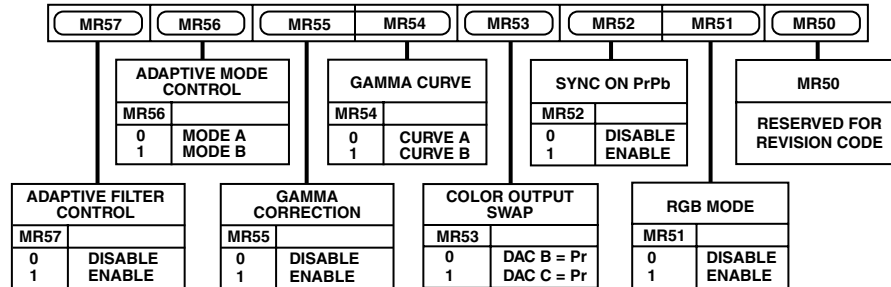 MR57 MR56 MR55 MR54 MR53 MR52 MR51 MR50
ADAPTIVE MODE
CONTROL
MR56
0 MODE A
1 MODE B
GAMMA CURVE
MR54
0 CURVE A
1 CURVE B
SYNC ON PrPb
MR52
0 DISABLE
1 ENABLE
MR50
RESERVED FOR
REVISION CODE
ADAPTIVE FILTER
CONTROL
MR57
0 DISABLE
1 ENABLE
GAMMA
CORRECTION
MR55
0 DISABLE
1 ENABLE
COLOR OUTPUT
SWAP
MR53
0 DAC B = Pr
1 DAC C = Pr
RGB MODE
MR51
0 DISABLE
1 ENABLE